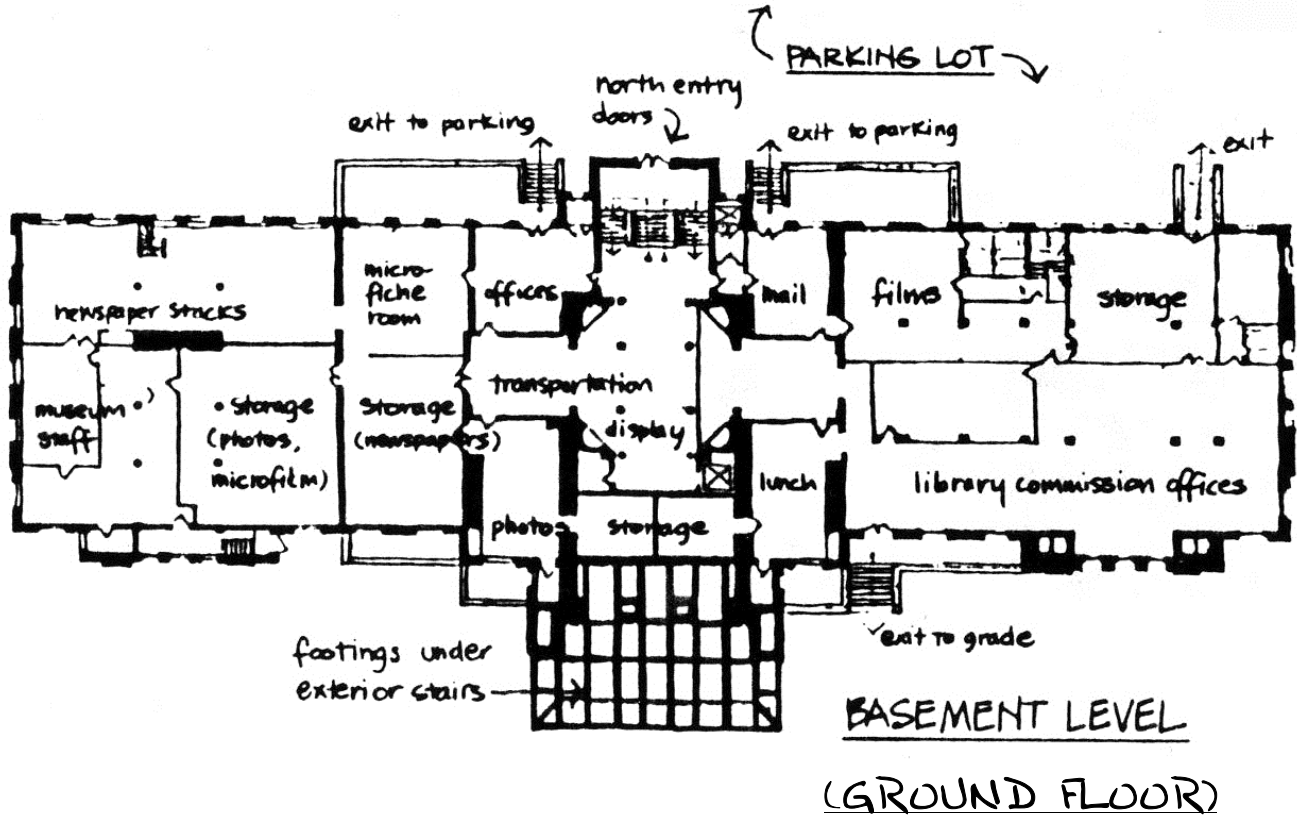 PARKING LOT
north entry
doors
exit to parking
exit to parking
exit
micro-
fiche
room
offices
mail
films
storage
newspaper stacks
transportation
display
museum
staff
storage
(photos,
microfilm)
storage
(newspapers)
lunch
library commission offices
photos
storage
exit to grade
footings under
exterior stairs
BASEMENT LEVEL
(GROUND FLOOR)